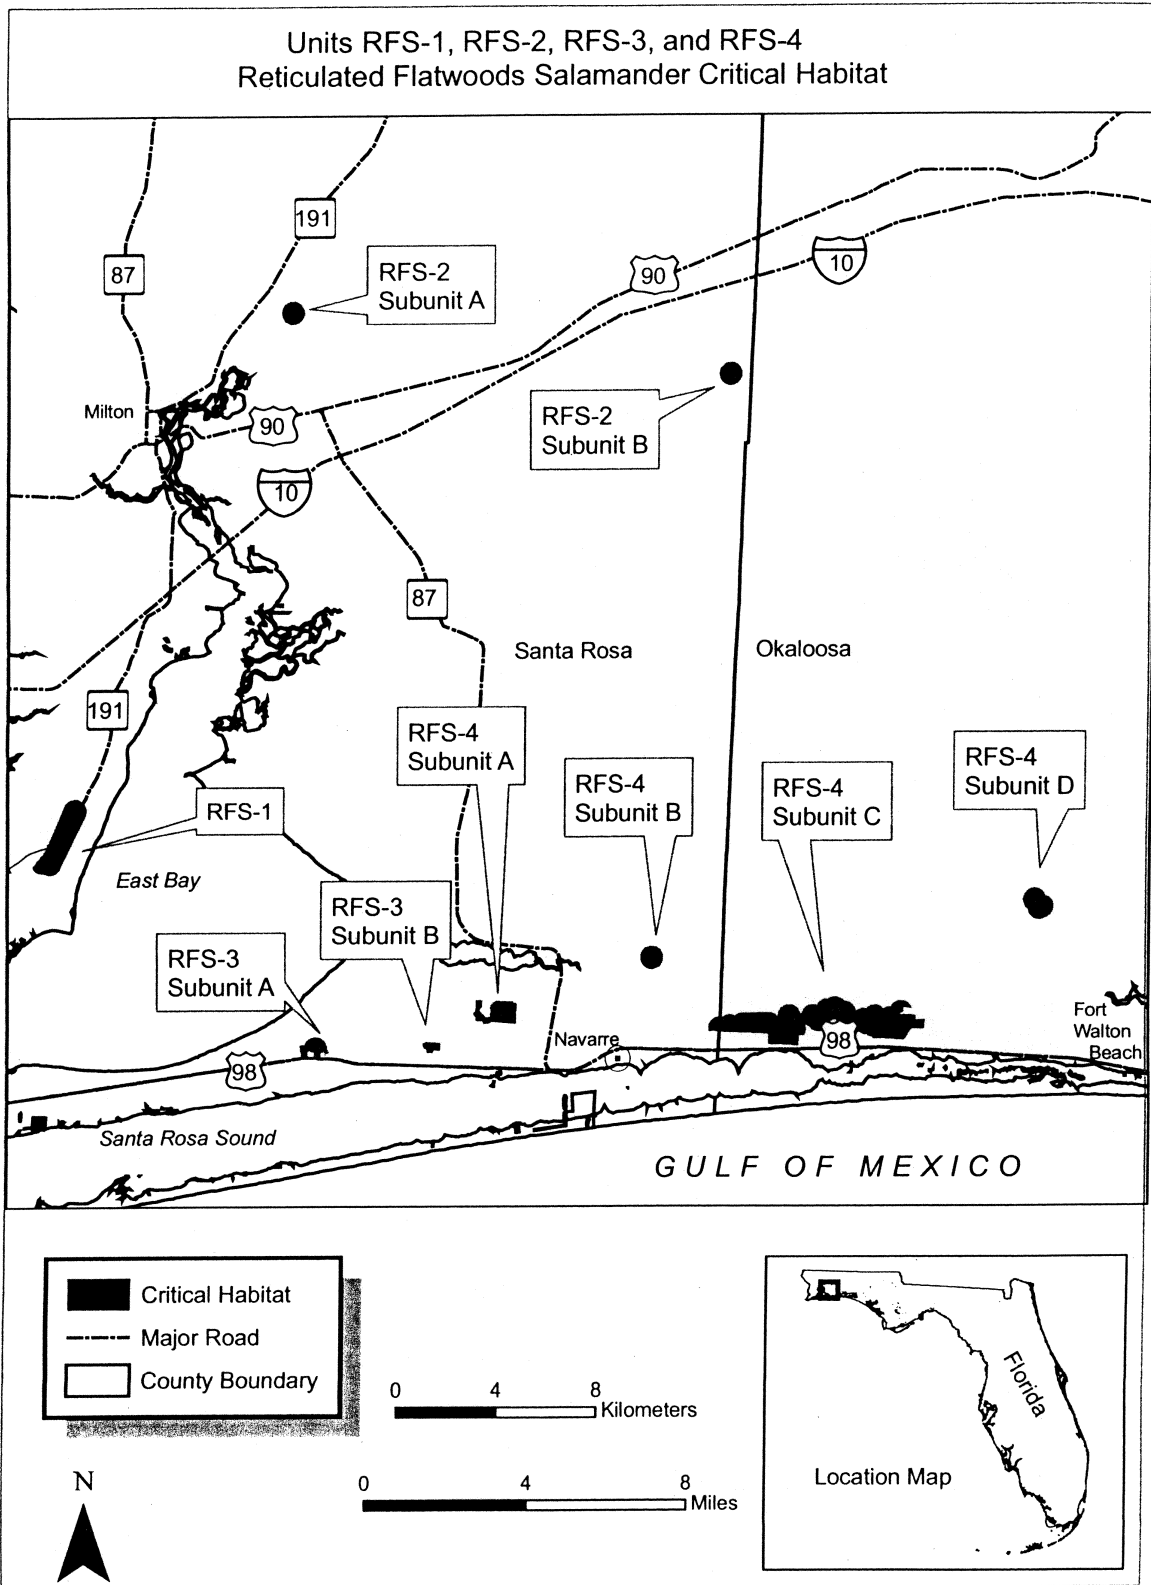 Units RFS-1, RFS-2, RFS-3, and RFS-4
Reticulated Flatwoods Salamander Critical Habitat
191
87
RFS-2
Subunit A
90
10
Milton
90
RFS-2
Subunit B
10
87
Santa Rosa
Okaloosa
191
RFS-4
Subunit A
RFS-4
Subunit B
RFS-4
Subunit C
RFS-4
Subunit D
RFS-1
East Bay
RFS-3
Subunit B
RFS-3
Subunit A
Navarre
98
Fort
Walton
Beach
98
Santa Rosa Sound
GULF OF MEXICO
Critical Habitat
Major Road
County Boundary
0 4 8
Kilometers
N
0 4 8
Miles
Florida
Location Map